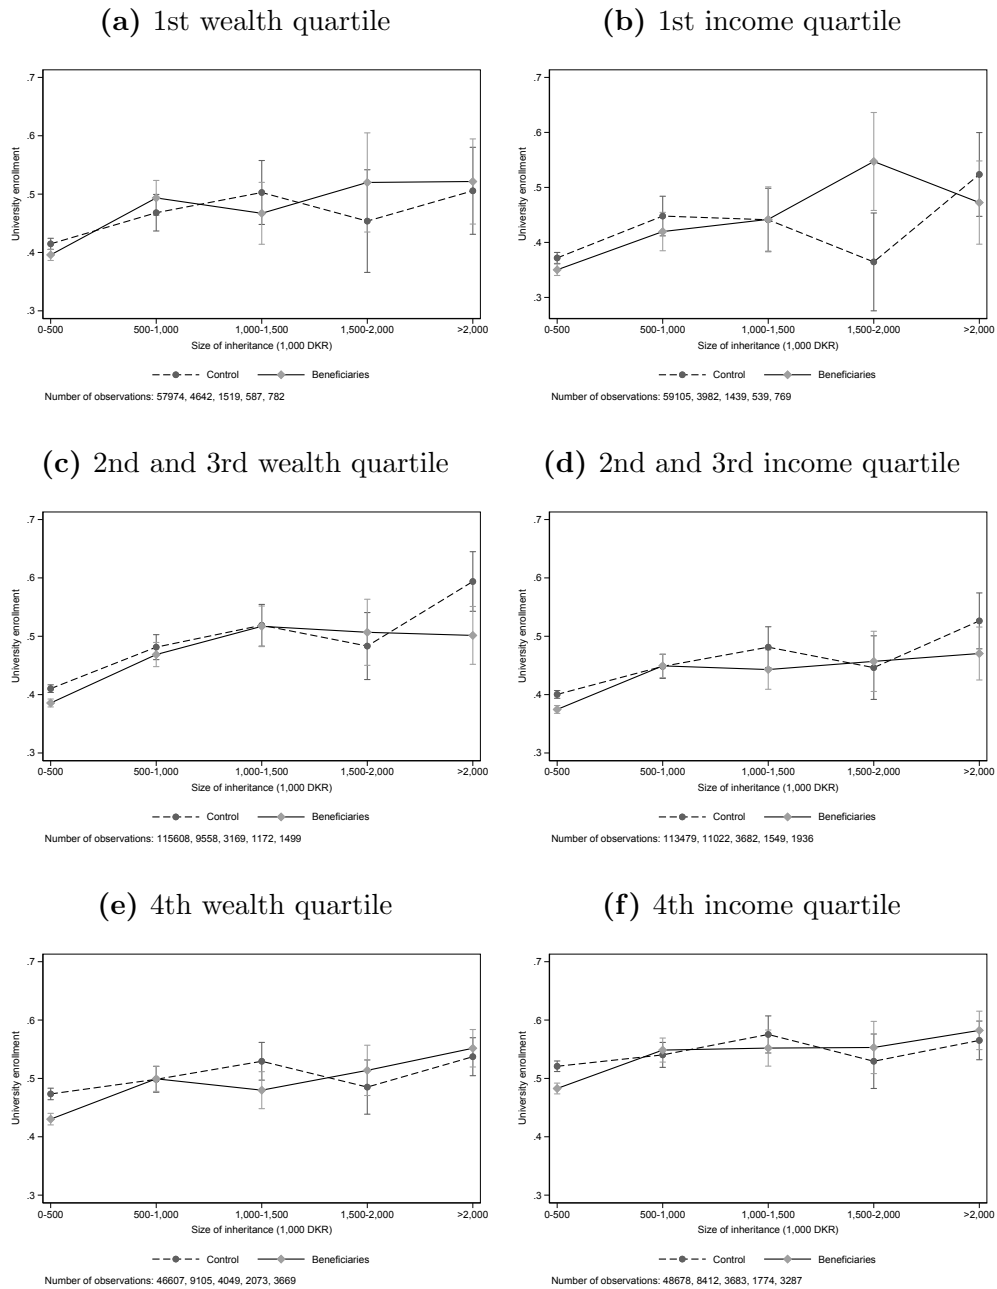 (a) 1st wealth quartile
.7
.6
.5
.4
.3
University enrollment
0-500 500-1,000 1,000-1,500 1,500-2,000 >2,000
Size of inheritance (1,000 DKR)
Control Beneficiaries
Number of observations: 57974, 4642, 1519, 587, 782
(b) 1st income quartile
.7
.6
.5
.4
.3
University enrollment
0-500 500-1,000 1,000-1,500 1,500-2,000 >2,000
Size of inheritance (1,000 DKR)
Control Beneficiaries
Number of observations: 59105, 3982, 1439, 539, 769
(c) 2nd and 3rd wealth quartile
.7
.6
.5
.4
.3
University enrollment
0-500 500-1,000 1,000-1,500 1,500-2,000 >2,000
Size of inheritance (1,000 DKR)
Control Beneficiaries
Number of observations: 115608, 9558, 3169, 1172, 1499
(d) 2nd and 3rd income quartile
.7
.6
.5
.4
.3
University enrollment
0-500 500-1,000 1,000-1,500 1,500-2,000 >2,000
Size of inheritance (1,000 DKR)
Control Beneficiaries
Number of observations: 113479, 11022, 3682, 1549, 1936
(e) 4th wealth quartile
.7
.6
.5
.4
.3
University enrollment
0-500 500-1,000 1,000-1,500 1,500-2,000 >2,000
Size of inheritance (1,000 DKR)
Control Beneficiaries
Number of observations: 46607, 9105, 4049, 2073, 3669
(f) 4th income quartile
.7
.6
.5
.4
.3
University enrollment
0-500 500-1,000 1,000-1,500 1,500-2,000 >2,000
Size of inheritance (1,000 DKR)
Control Beneficiaries
Number of observations: 48678, 8412, 3683, 1774, 3287